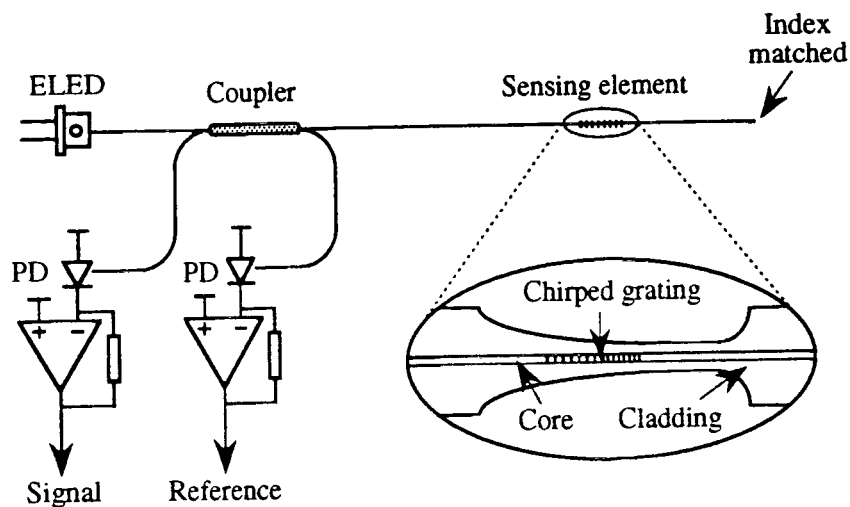 Index
matched
ELED
Coupler
Sensing element
PD
PD
+ −
+ −
Chirped grating
Core
Cladding
Signal
Reference